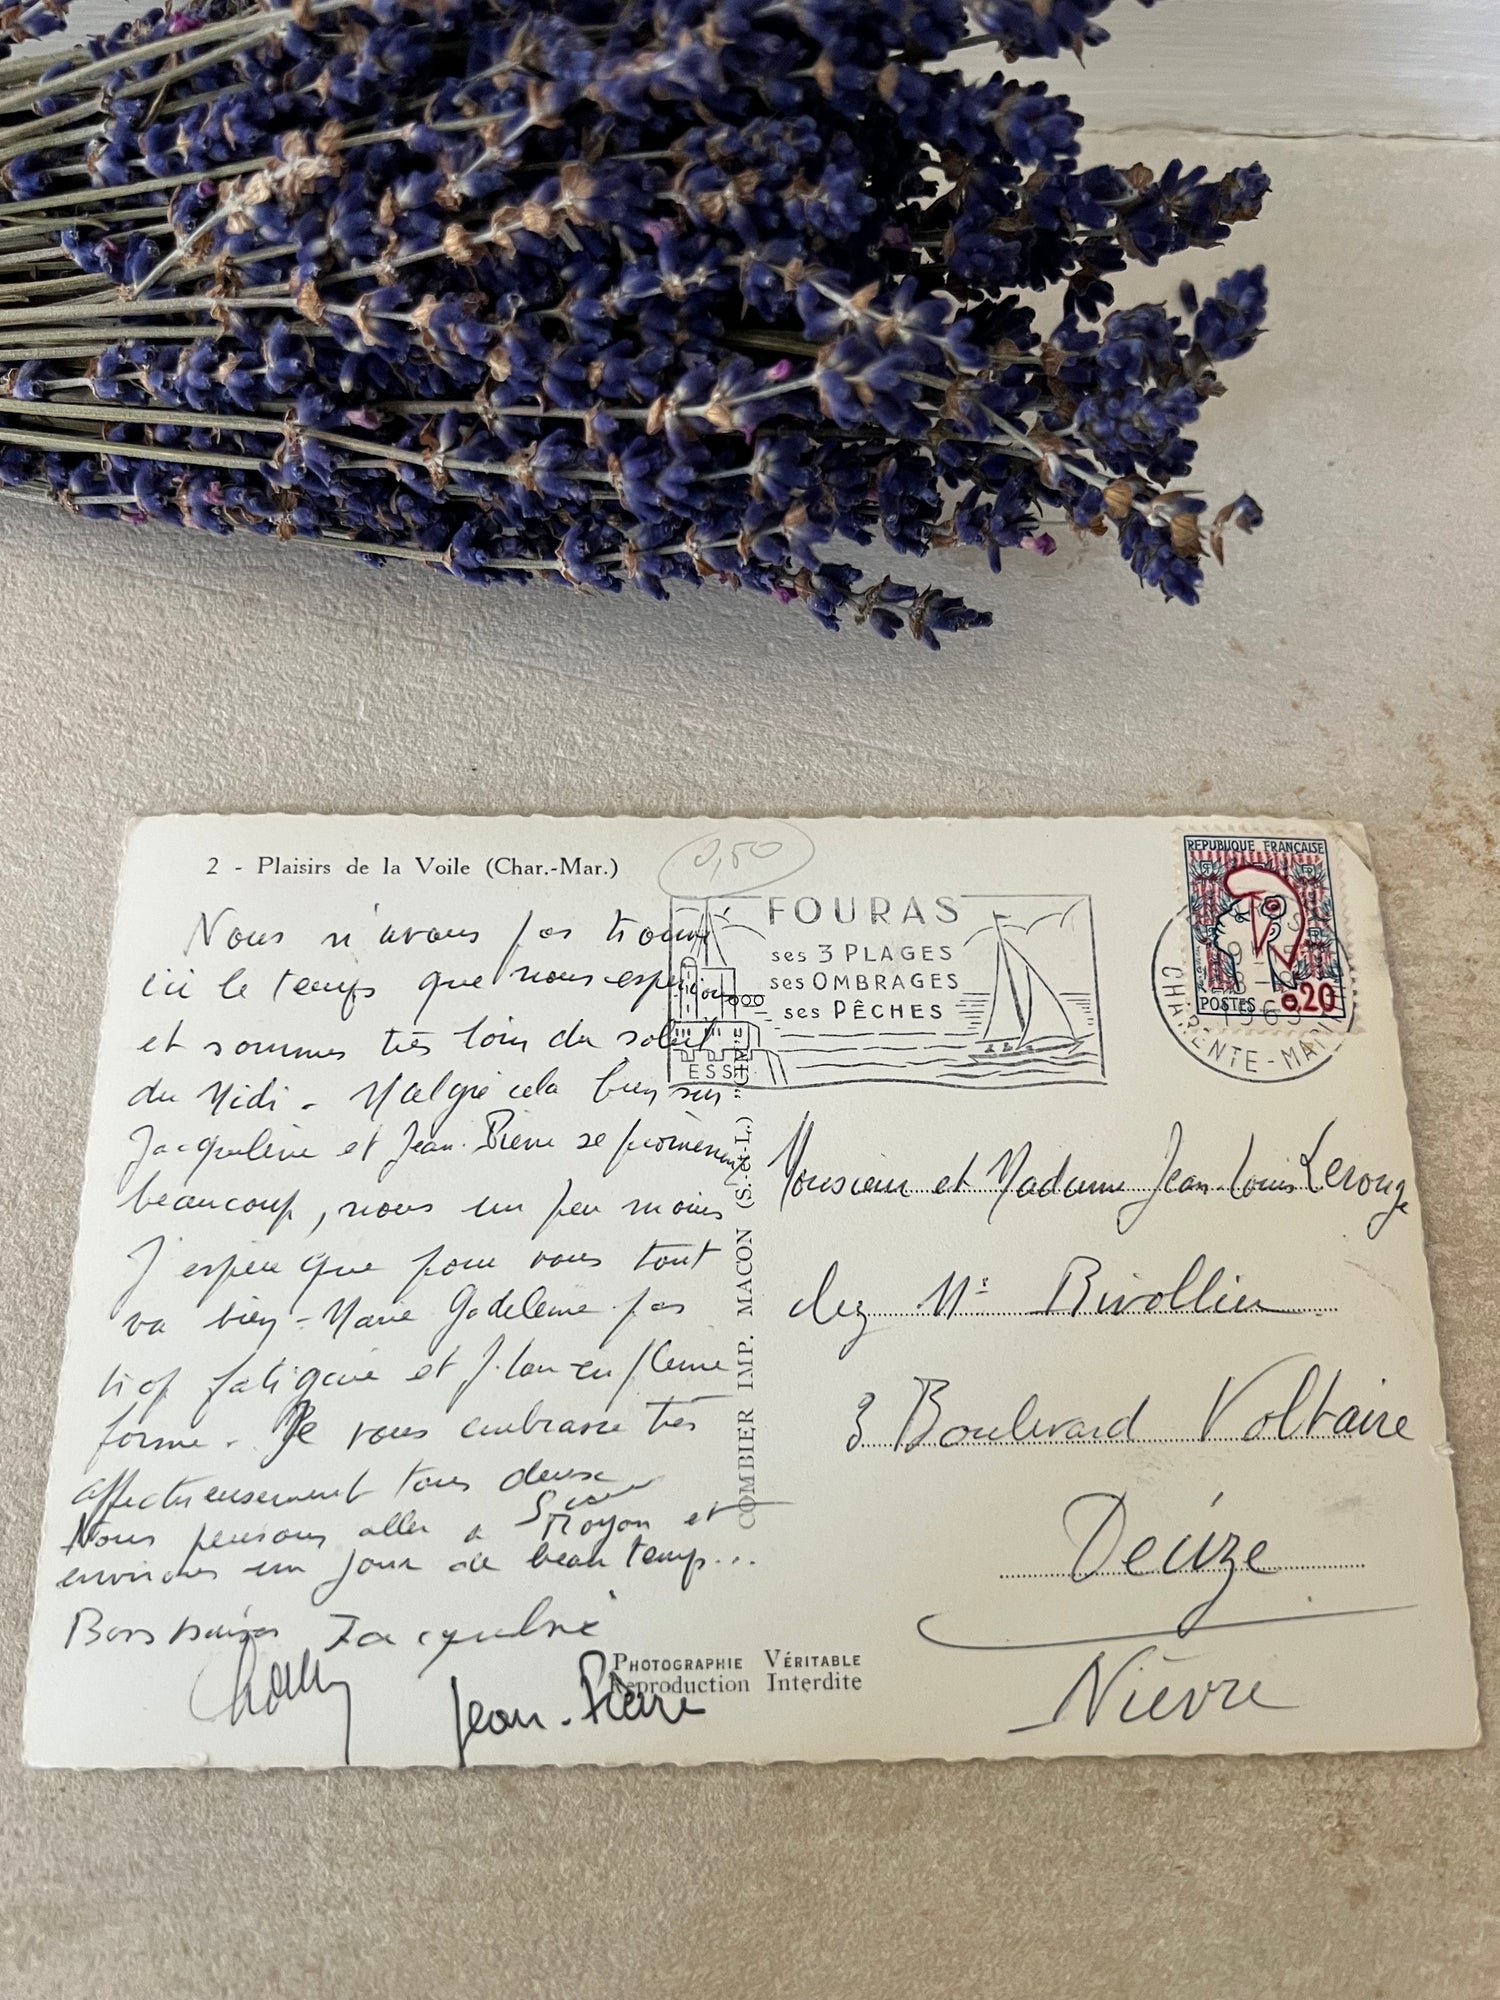 2 - Plaisirs de la Voile (Char.-Mar.)
0,50
Nous n'avons pas trouvé
ici le temps que nous espérions
et sommes très loin du soleil
du Midi - Malgré cela bien sûr
Jacqueline et Jean-Pierre se promènent
beaucoup, nous un peu moins
J'espère que pour vous tout
va bien - Marie Madeleine pas
trop fatiguée et J. Lou en pleine
forme. Je vous embrasse très
affectueusement tous deux
Nous pensons aller à Royan et
environs un jour de beau temps...
Bons baisers Jacqueline
Jean-Pierre
FOURAS
ses 3 PLAGES
ses OMBRAGES
ses PÊCHES
ESSI
REPUBLIQUE FRANÇAISE
POSTES 0,20
CHARENTE-MARITIME
COMBIER IMP. MACON (S.-et-L.) "CIM"
Monsieur et Madame Jean-Louis Lerouge
chez Mr Rivollier
3 Boulevard Voltaire
Decize
Nièvre
PHOTOGRAPHIE VÉRITABLE
Reproduction Interdite